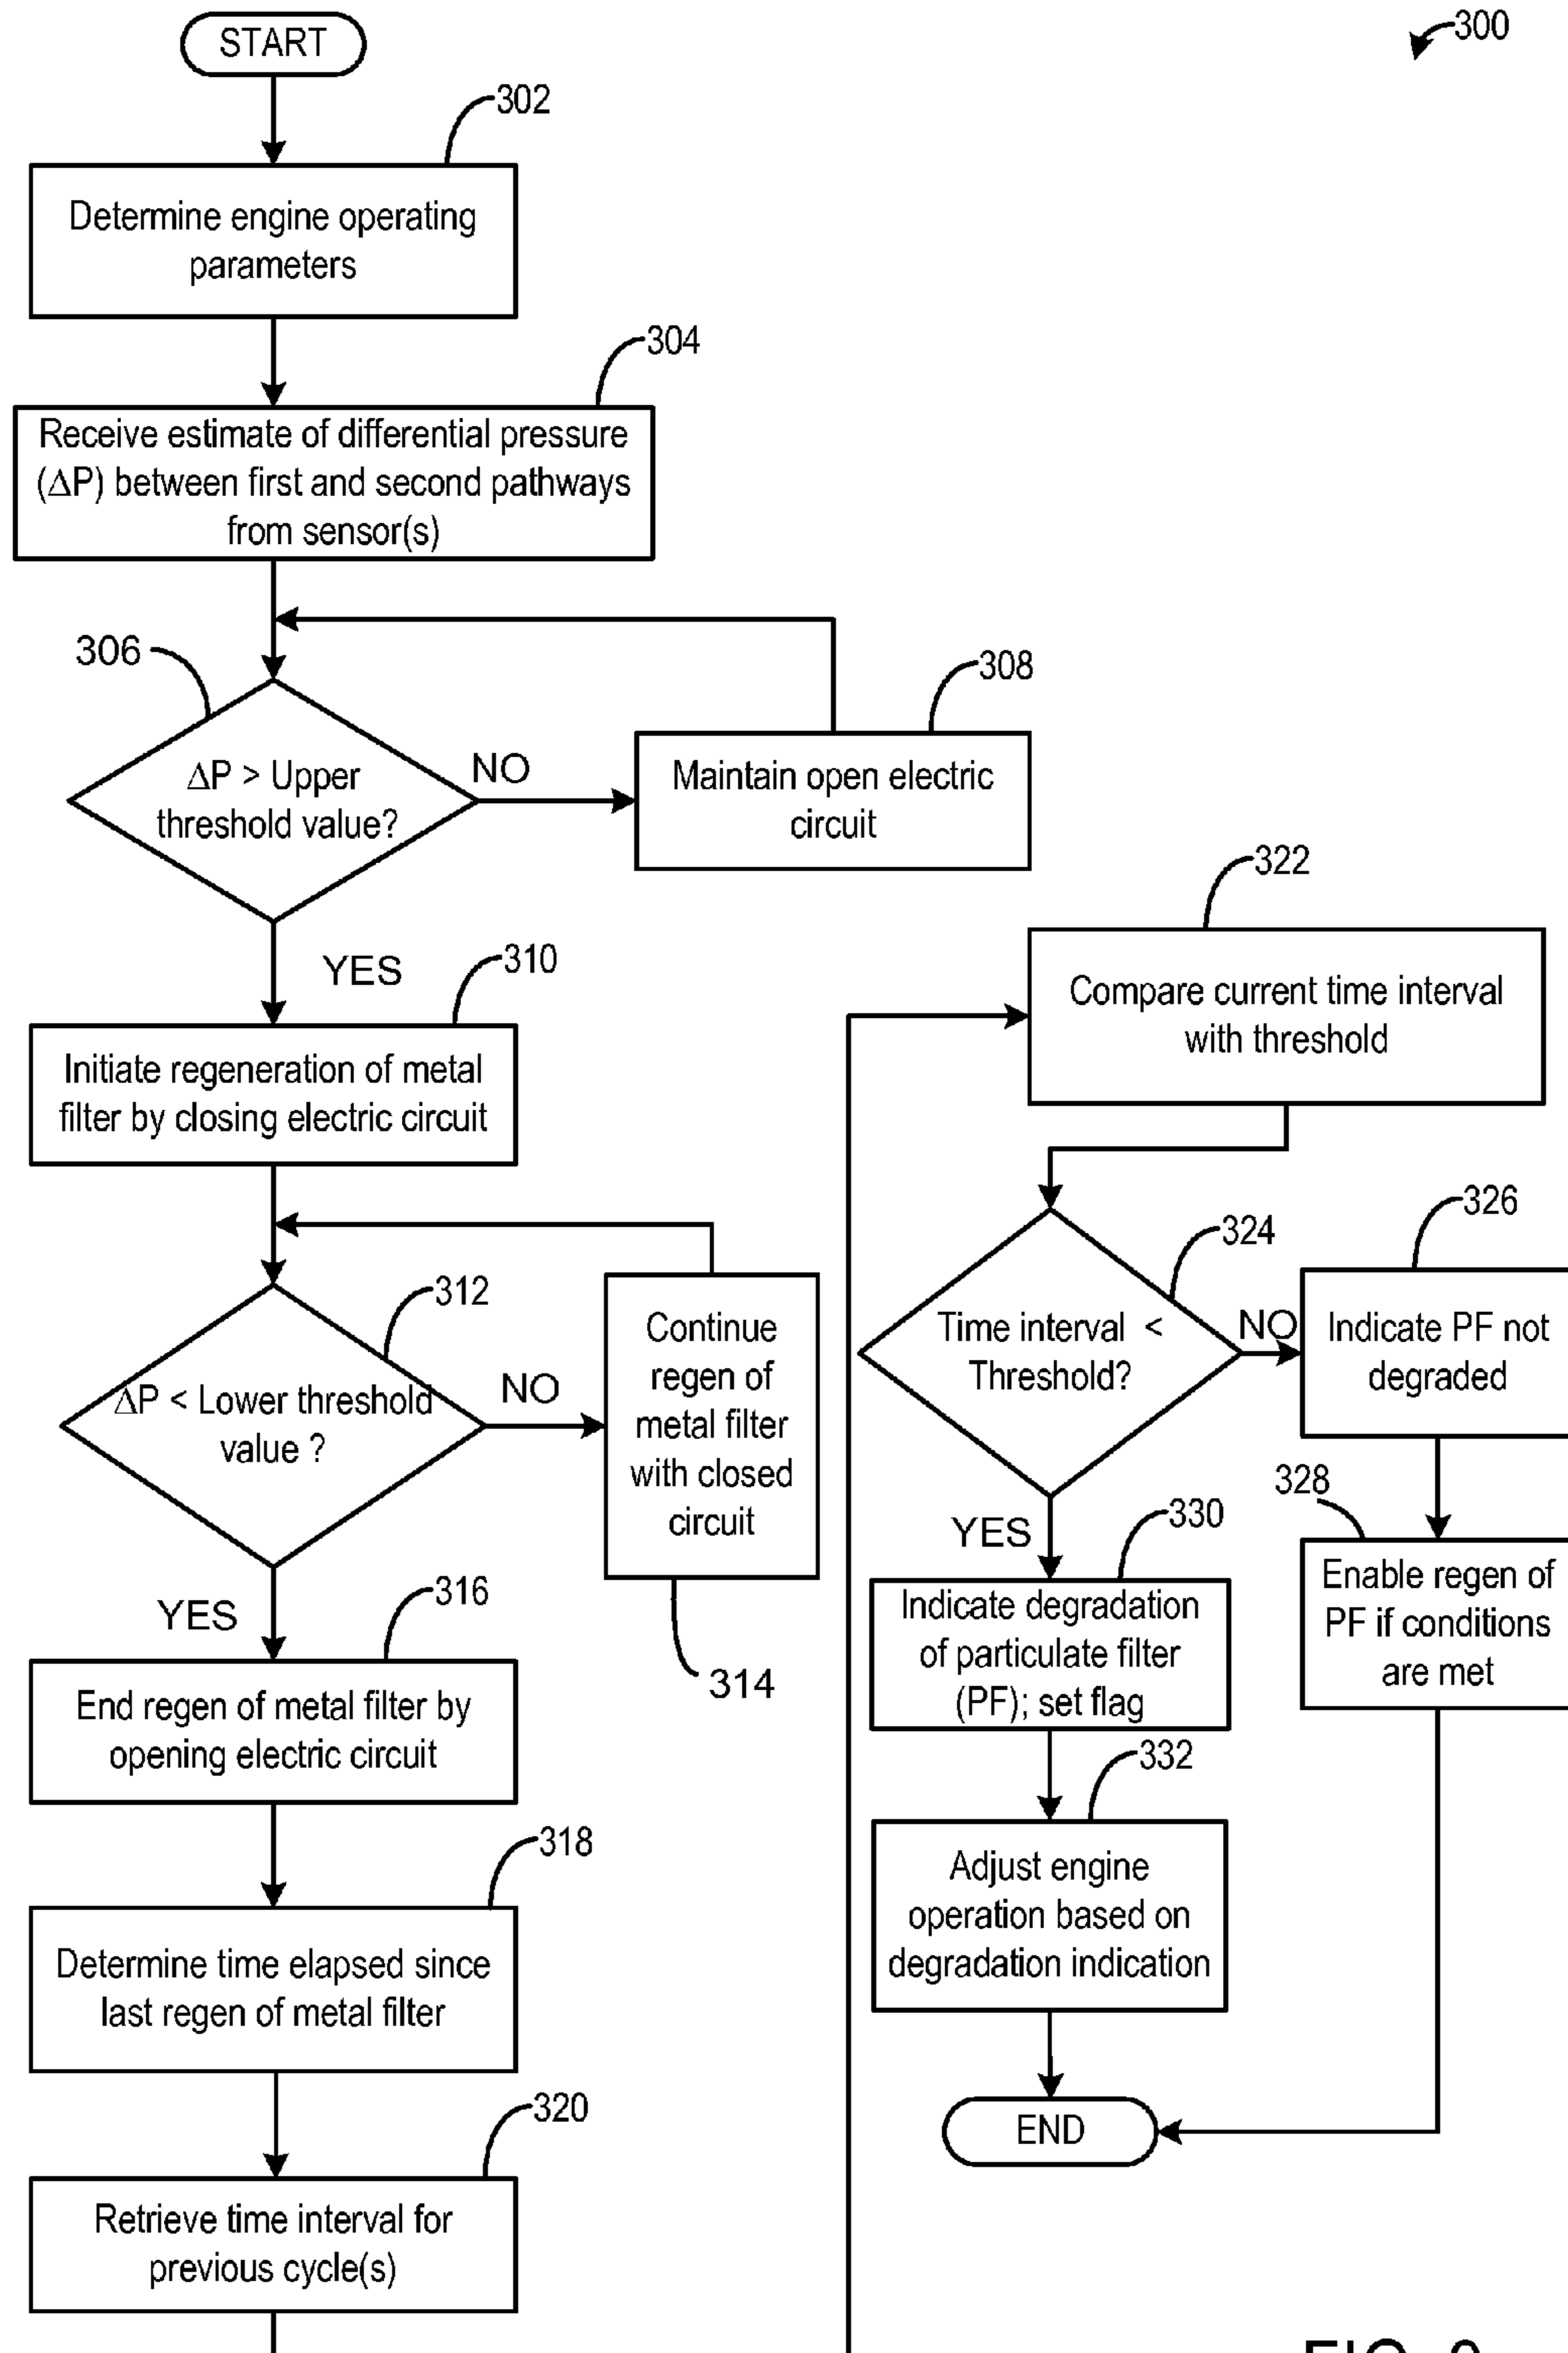 START
300
302
Determine engine operating
parameters
304
Receive estimate of differential pressure
(ΔP) between first and second pathways
from sensor(s)
306
ΔP > Upper
threshold value?
NO
308
Maintain open electric
circuit
YES
310
Initiate regeneration of metal
filter by closing electric circuit
312
ΔP < Lower threshold
value ?
NO
Continue
regen of
metal filter
with closed
circuit
314
YES
316
End regen of metal filter by
opening electric circuit
318
Determine time elapsed since
last regen of metal filter
320
Retrieve time interval for
previous cycle(s)
322
Compare current time interval
with threshold
324
Time interval <
Threshold?
NO
326
Indicate PF not
degraded
328
Enable regen of
PF if conditions
are met
YES
330
Indicate degradation
of particulate filter
(PF); set flag
332
Adjust engine
operation based on
degradation indication
END